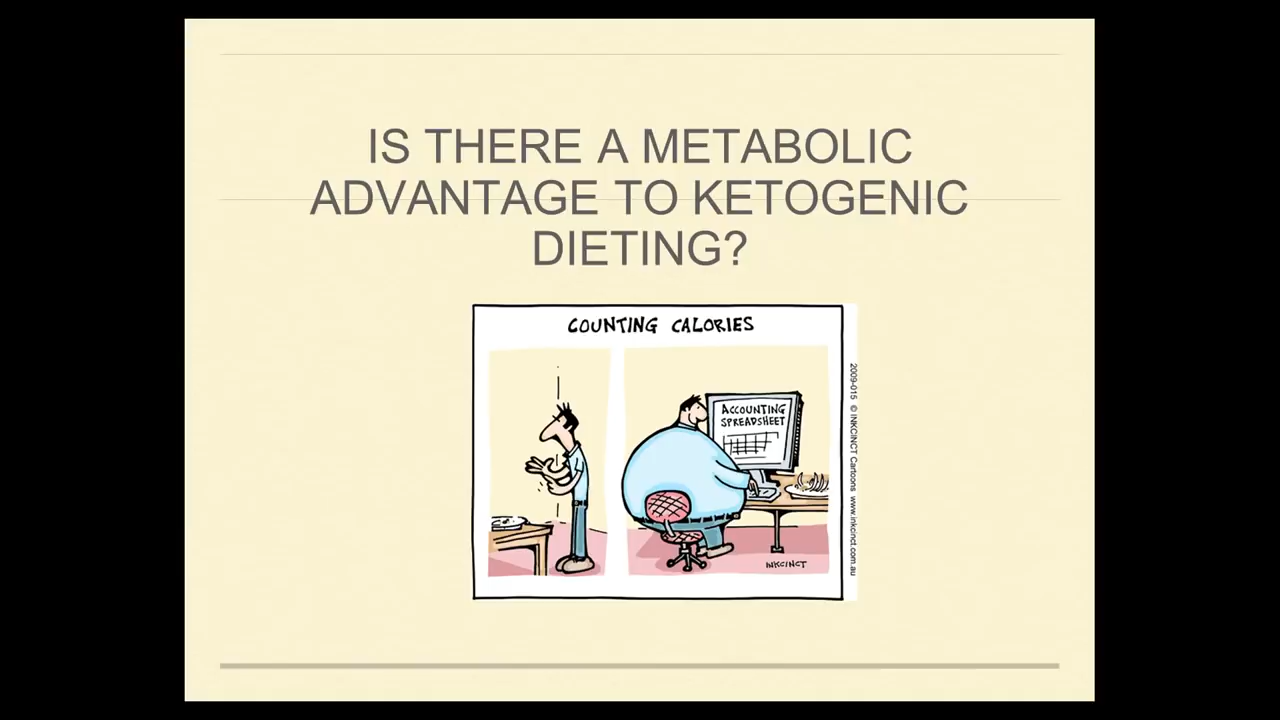 IS THERE A METABOLIC
ADVANTAGE TO KETOGENIC
DIETING?
COUNTING CALORIES
ACCOUNTING
SPREADSHEET
INKCINCT
2009-015 © INKCINCT Cartoons www.inkcinct.com.au